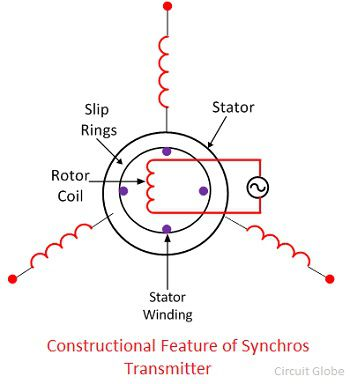 Slip
Rings
Stator
Rotor
Coil
Stator
Winding
Constructional Feature of Synchros
Transmitter
Circuit Globe